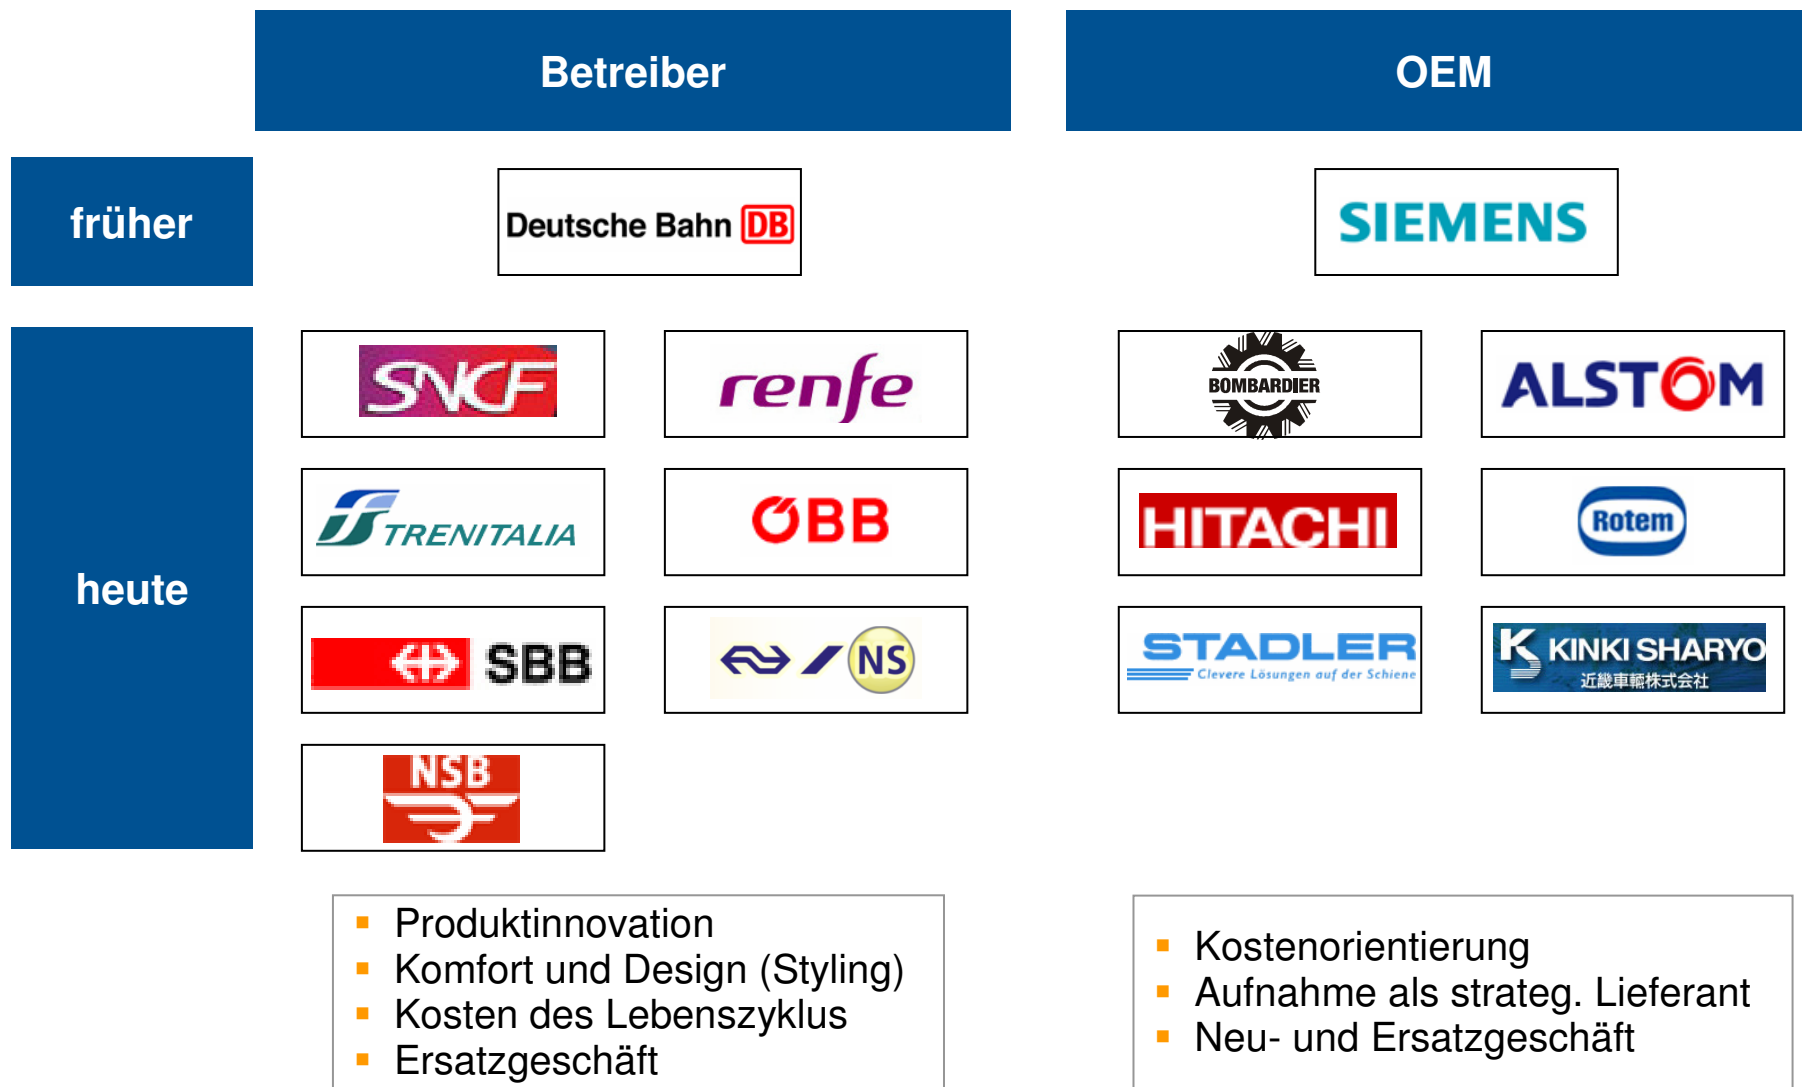 Betreiber
OEM
früher
Deutsche Bahn DB
SIEMENS
heute
SNCF
renfe
BOMBARDIER
ALSTOM
TRENITALIA
ÖBB
HITACHI
Rotem
SBB
NS
STADLER
Clevere Lösungen auf der Schiene
KINKI SHARYO
近畿車輛株式会社
NSB
Produktinnovation
Komfort und Design (Styling)
Kosten des Lebenszyklus
Ersatzgeschäft
Kostenorientierung
Aufnahme als strateg. Lieferant
Neu- und Ersatzgeschäft